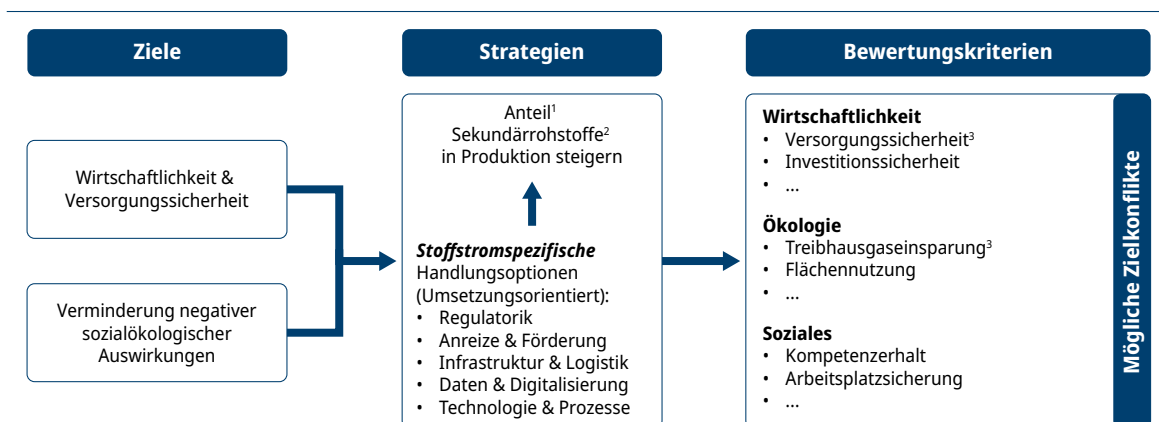 Ziele
Wirtschaftlichkeit &
Versorgungssicherheit
Verminderung negativer
sozialökologischer
Auswirkungen
Strategien
Anteil¹
Sekundärrohstoffe²
in Produktion steigern
Stoffstromspezifische
Handlungsoptionen
(Umsetzungsorientiert):
• Regulatorik
• Anreize & Förderung
• Infrastruktur & Logistik
• Daten & Digitalisierung
• Technologie & Prozesse
Bewertungskriterien
Wirtschaftlichkeit
• Versorgungssicherheit³
• Investitionssicherheit
• ...
Ökologie
• Treibhausgaseinsparung³
• Flächennutzung
• ...
Soziales
• Kompetenzerhalt
• Arbeitsplatzsicherung
• ...
Mögliche Zielkonflikte